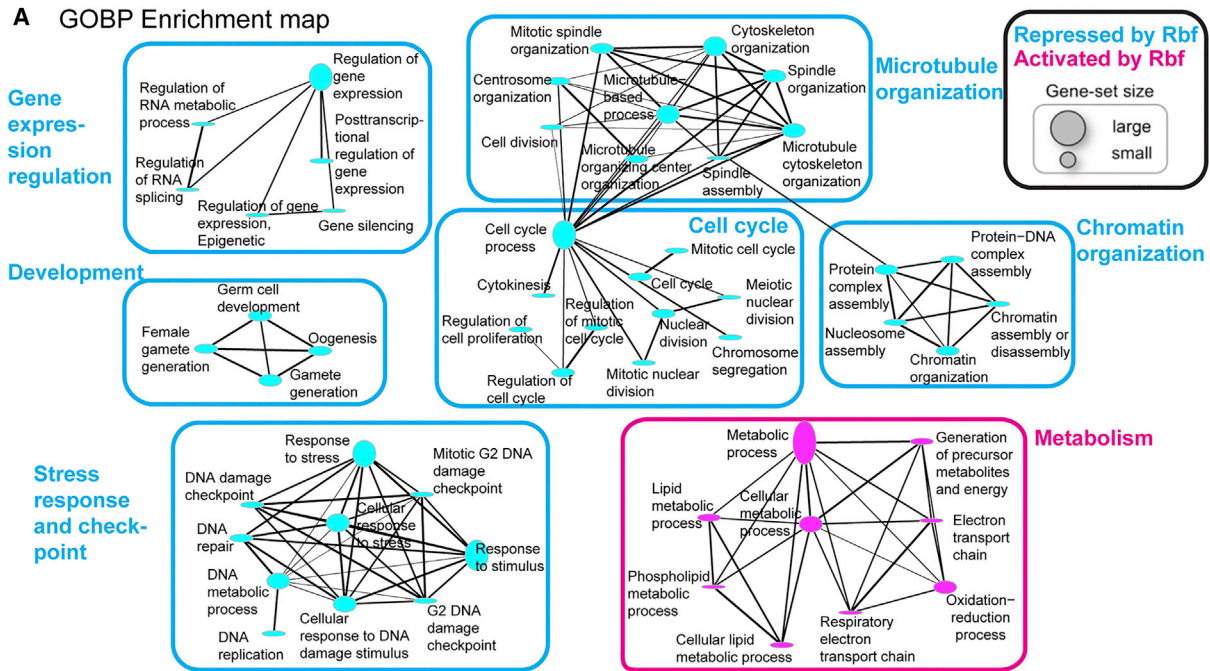 A GOBP Enrichment map
Gene
expres-
sion
regulation
Regulation of
gene
expression
Regulation of
RNA metabolic
process
Posttranscrip-
tional
regulation of
gene
expression
Regulation
of RNA
splicing
Regulation of gene
expression,
Epigenetic
Gene silencing
Microtubule
organization
Mitotic spindle
organization
Cytoskeleton
organization
Centrosome
organization
Microtubule-
based
process
Spindle
organization
Cell division
Microtubule
organizing center
organization
Spindle
assembly
Microtubule
cytoskeleton
organization
Repressed by Rbf
Activated by Rbf
Gene-set size
large
small
Development
Germ cell
development
Female
gamete
generation
Oogenesis
Gamete
generation
Cell cycle
Cell cycle
process
Mitotic cell cycle
Cytokinesis
Cell cycle
Meiotic
nuclear
division
Regulation of
cell proliferation
Regulation
of mitotic
cell cycle
Nuclear
division
Chromosome
segregation
Regulation of
cell cycle
Mitotic nuclear
division
Chromatin
organization
Protein−DNA
complex
assembly
Protein
complex
assembly
Nucleosome
assembly
Chromatin
assembly or
disassembly
Chromatin
organization
Stress
response
and check-
point
Response
to stress
Mitotic G2 DNA
damage
checkpoint
DNA damage
checkpoint
Cellular
response
to stress
DNA
repair
Response
to stimulus
DNA
metabolic
process
DNA
replication
Cellular
response to DNA
damage stimulus
G2 DNA
damage
checkpoint
Metabolism
Metabolic
process
Generation
of precursor
metabolites
and energy
Lipid
metabolic
process
Cellular
metabolic
process
Electron
transport
chain
Phospholipid
metabolic
process
Oxidation−
reduction
process
Cellular lipid
metabolic process
Respiratory
electron
transport chain